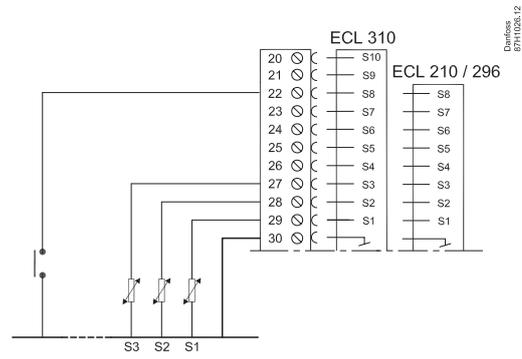 Danfoss
87H1026.12
ECL 310
ECL 210 / 296
20 S10
21 S9
22 S8 S8
23 S7 S7
24 S6 S6
25 S5 S5
26 S4 S4
27 S3 S3
28 S2 S2
29 S1 S1
30
S3 S2 S1